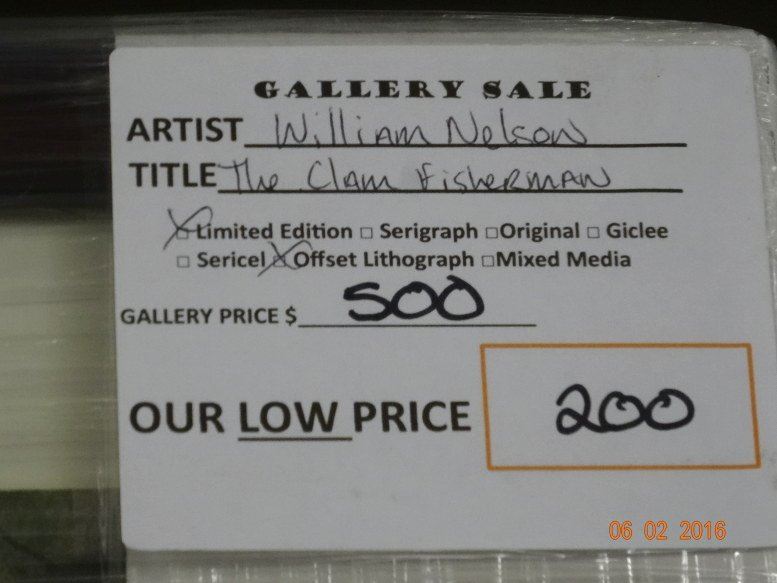 GALLERY SALE
ARTIST William Nelson
TITLE The Clam Fisherman
☒ Limited Edition □ Serigraph □ Original □ Giclee
□ Sericel ☒ Offset Lithograph □ Mixed Media
GALLERY PRICE $ 500
OUR LOW PRICE 200
06 02 2016